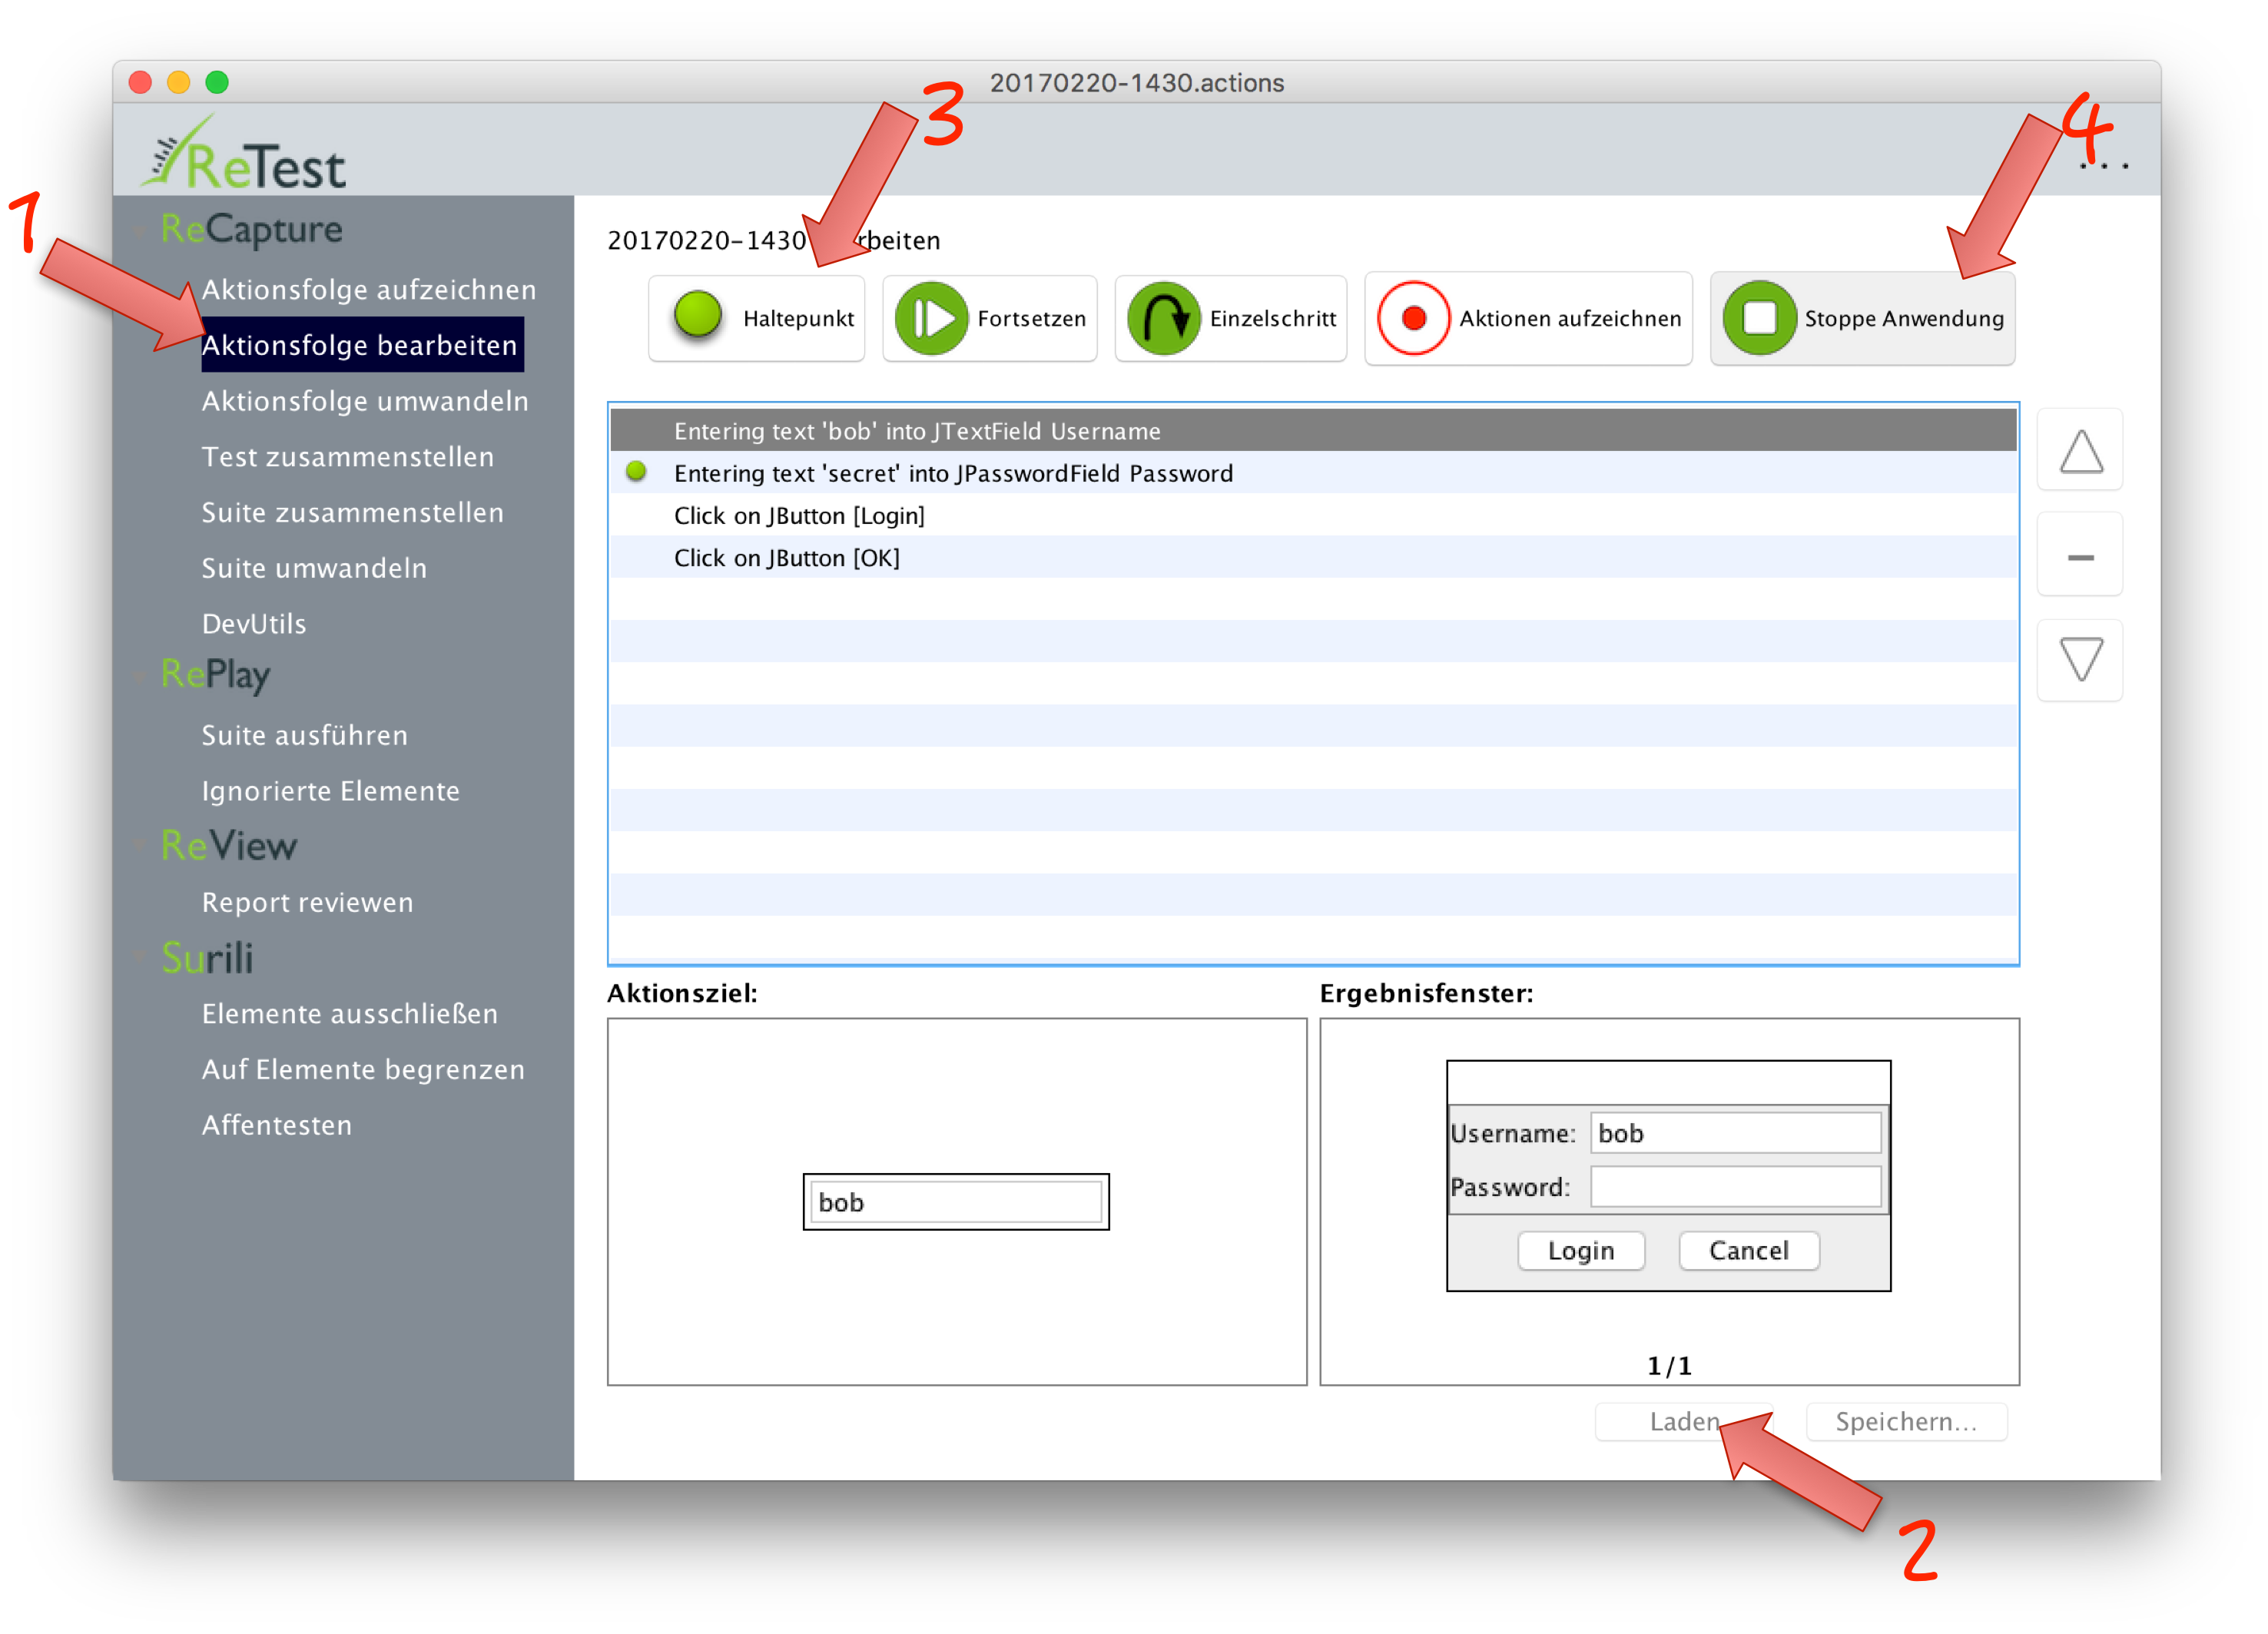 20170220-1430.actions
3
4
ReTest
...
1
ReCapture
Aktionsfolge aufzeichnen
Aktionsfolge bearbeiten
Aktionsfolge umwandeln
Test zusammenstellen
Suite zusammenstellen
Suite umwandeln
DevUtils
RePlay
Suite ausführen
Ignorierte Elemente
ReView
Report reviewen
Surili
Elemente ausschließen
Auf Elemente begrenzen
Affentesten
20170220-1430 rbeiten
Haltepunkt
Fortsetzen
Einzelschritt
Aktionen aufzeichnen
Stoppe Anwendung
Entering text 'bob' into JTextField Username
Entering text 'secret' into JPasswordField Password
Click on JButton [Login]
Click on JButton [OK]
Aktionsziel:
bob
Ergebnisfenster:
Username: bob
Password:
Login Cancel
1/1
Laden
Speichern...
2